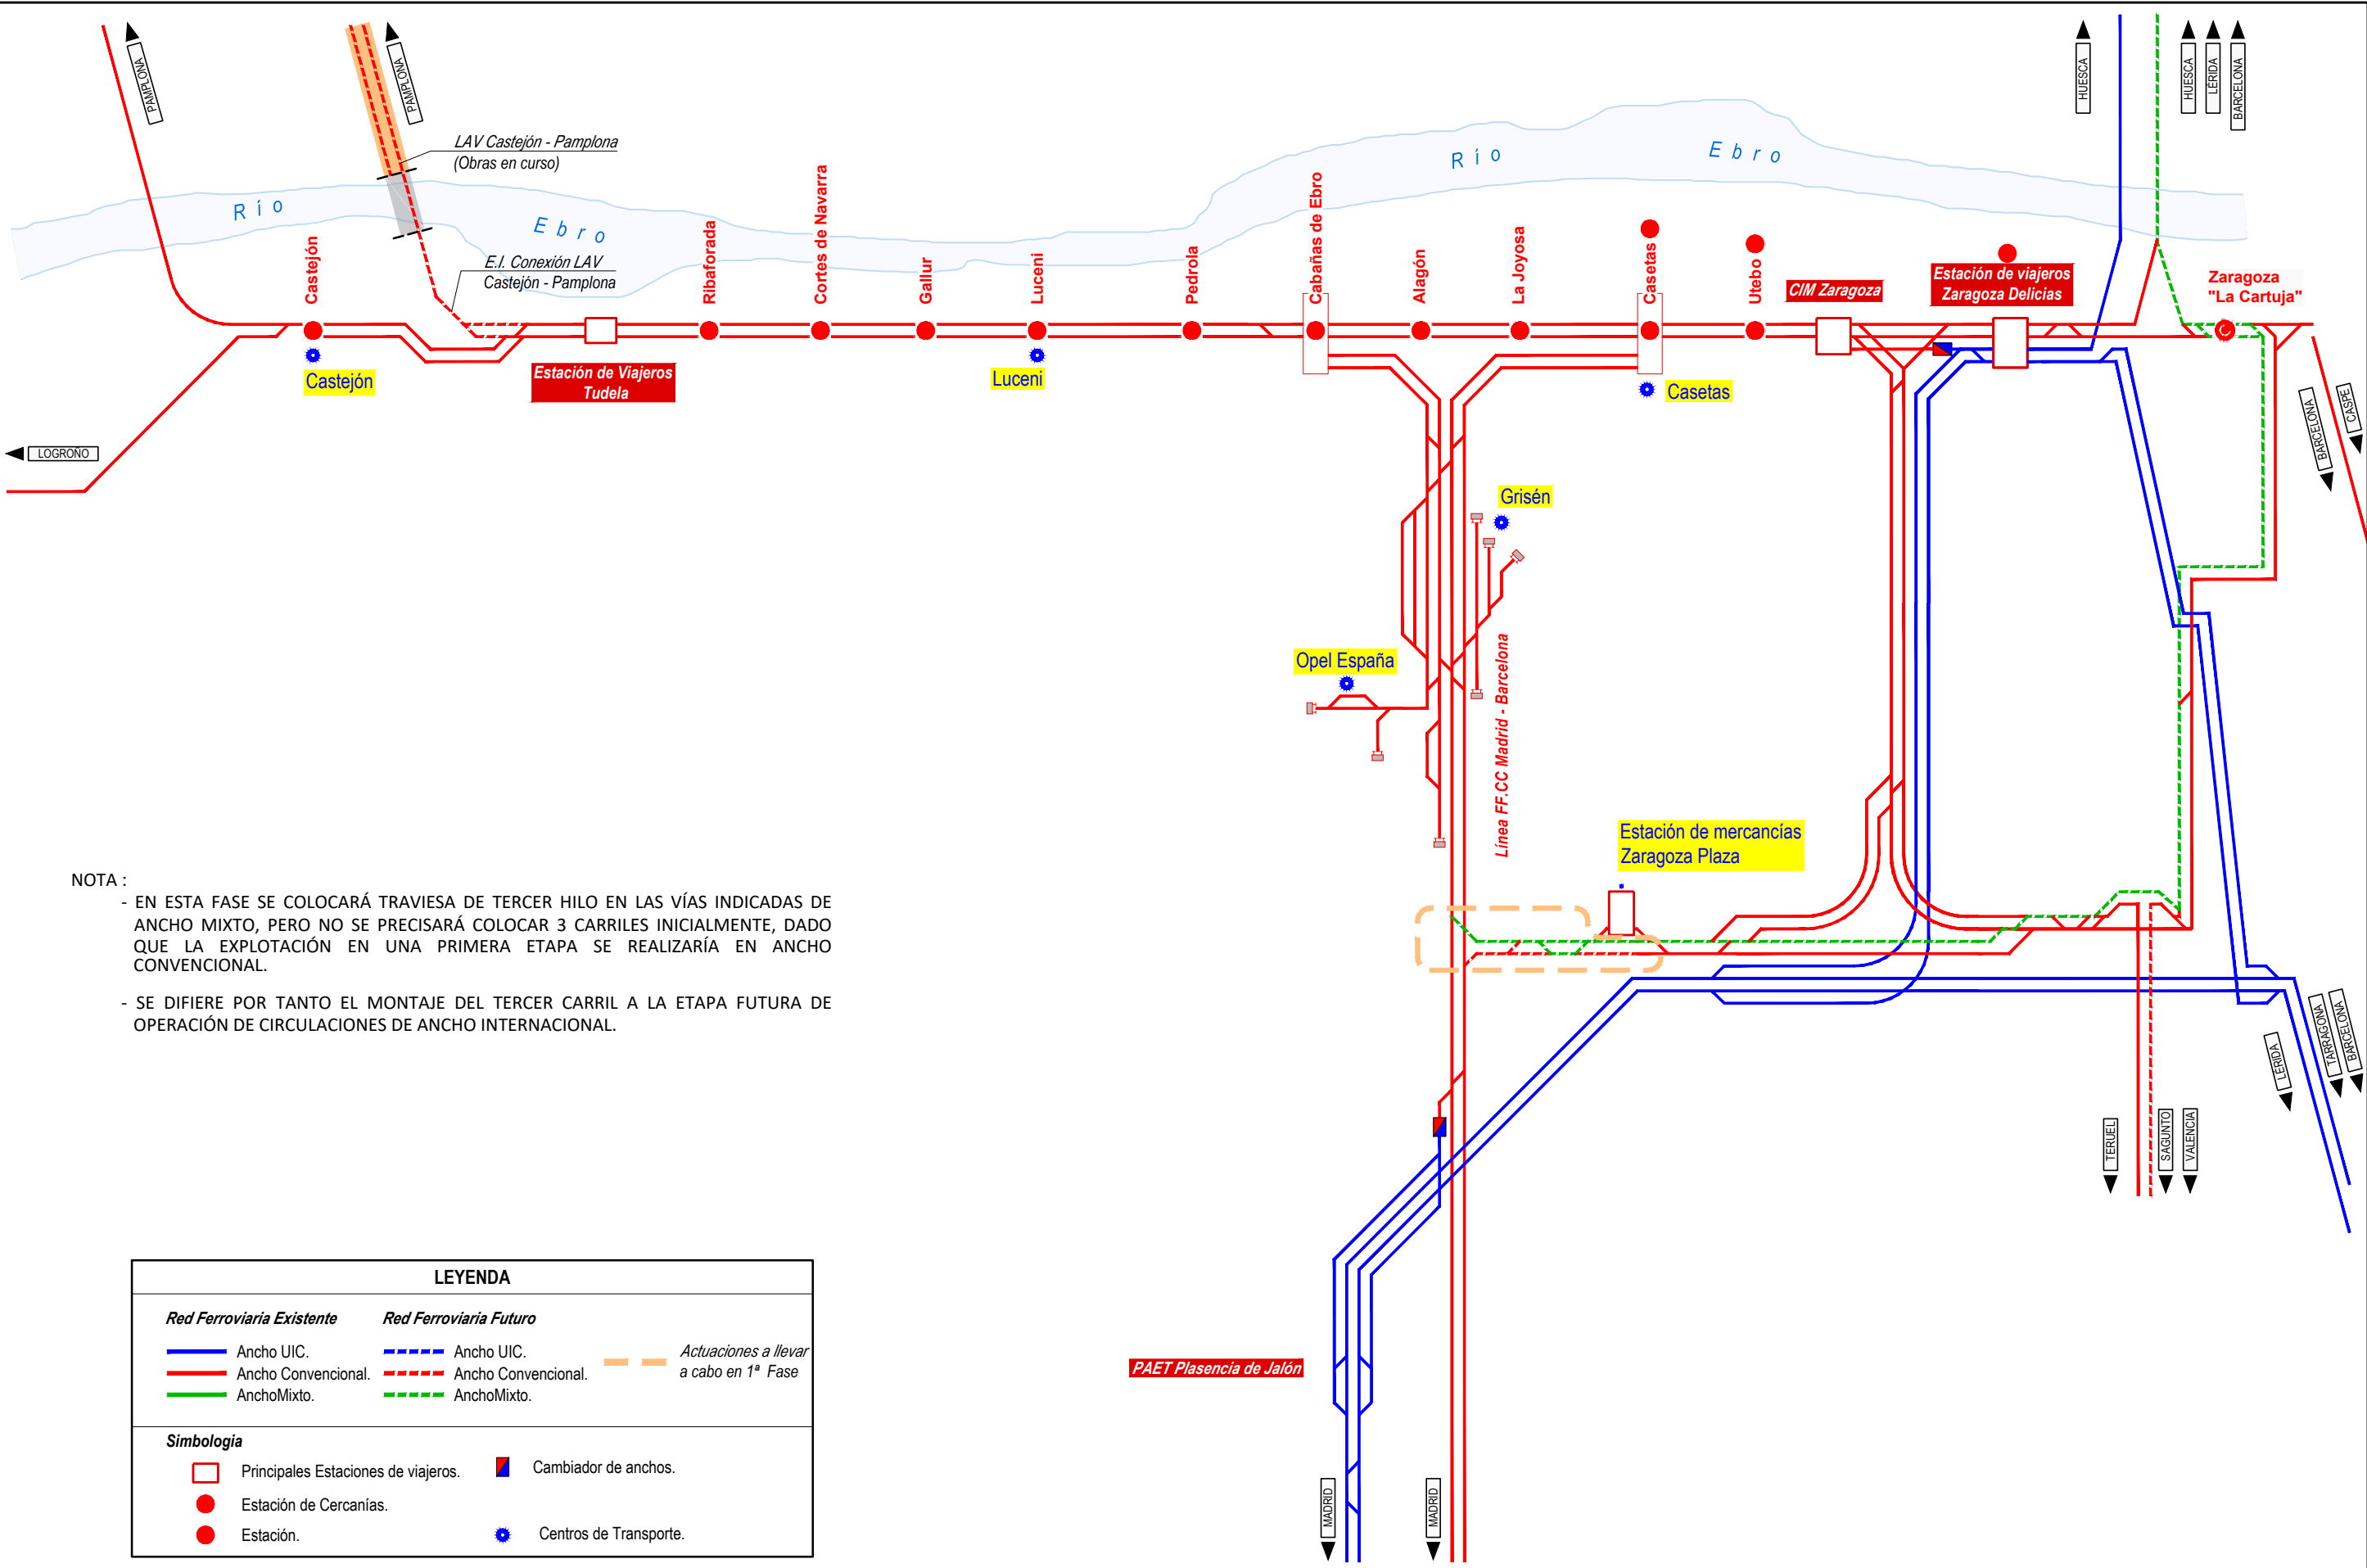 PAMPLONA
PAMPLONA
HUESCA
HUESCA
LÉRIDA
BARCELONA
LAV Castejón - Pamplona
(Obras en curso)
Río
Ebro
Río
Ebro
E.I. Conexión LAV
Castejón - Pamplona
Castejón
Ribaforada
Cortes de Navarra
Gallur
Luceni
Pedrola
Cabañas de Ebro
Alagón
La Joyosa
Casetas
Utebo
CIM Zaragoza
Estación de viajeros
Zaragoza Delicias
Zaragoza
"La Cartuja"
Castejón
Estación de Viajeros
Tudela
Luceni
Casetas
BARCELONA
CASPE
LOGROÑO
Grisén
Opel España
Línea FF.CC Madrid - Barcelona
Estación de mercancías
Zaragoza Plaza
NOTA :
- EN ESTA FASE SE COLOCARÁ TRAVIESA DE TERCER HILO EN LAS VÍAS INDICADAS DE
ANCHO MIXTO, PERO NO SE PRECISARÁ COLOCAR 3 CARRILES INICIALMENTE, DADO
QUE LA EXPLOTACIÓN EN UNA PRIMERA ETAPA SE REALIZARÍA EN ANCHO
CONVENCIONAL.
- SE DIFIERE POR TANTO EL MONTAJE DEL TERCER CARRIL A LA ETAPA FUTURA DE
OPERACIÓN DE CIRCULACIONES DE ANCHO INTERNACIONAL.
LÉRIDA
TARRAGONA
BARCELONA
TERUEL
SAGUNTO
VALENCIA
PAET Plasencia de Jalón
MADRID
MADRID
LEYENDA
Red Ferroviaria Existente
Red Ferroviaria Futuro
Ancho UIC.
Ancho UIC.
Ancho Convencional.
Ancho Convencional.
AnchoMixto.
AnchoMixto.
Actuaciones a llevar
a cabo en 1ª Fase
Simbologia
Principales Estaciones de viajeros.
Cambiador de anchos.
Estación de Cercanías.
Estación.
Centros de Transporte.